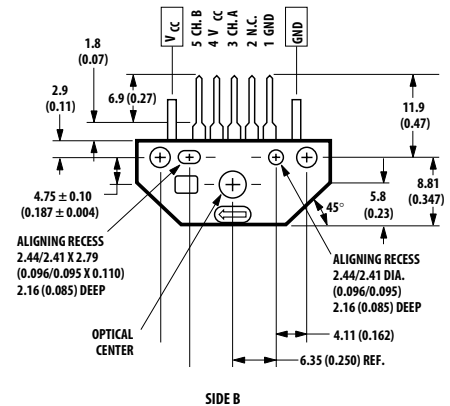 V CC
5 CH. B
4 V CC
3 CH. A
2 N.C.
1 GND
GND
1.8
(0.07)
2.9
(0.11)
6.9 (0.27)
11.9
(0.47)
4.75 ± 0.10
(0.187 ± 0.004)
8.81
(0.347)
5.8
(0.23)
45°
ALIGNING RECESS
2.44/2.41 X 2.79
(0.096/0.095 X 0.110)
2.16 (0.085) DEEP
ALIGNING RECESS
2.44/2.41 DIA.
(0.096/0.095)
2.16 (0.085) DEEP
OPTICAL
CENTER
4.11 (0.162)
6.35 (0.250) REF.
SIDE B